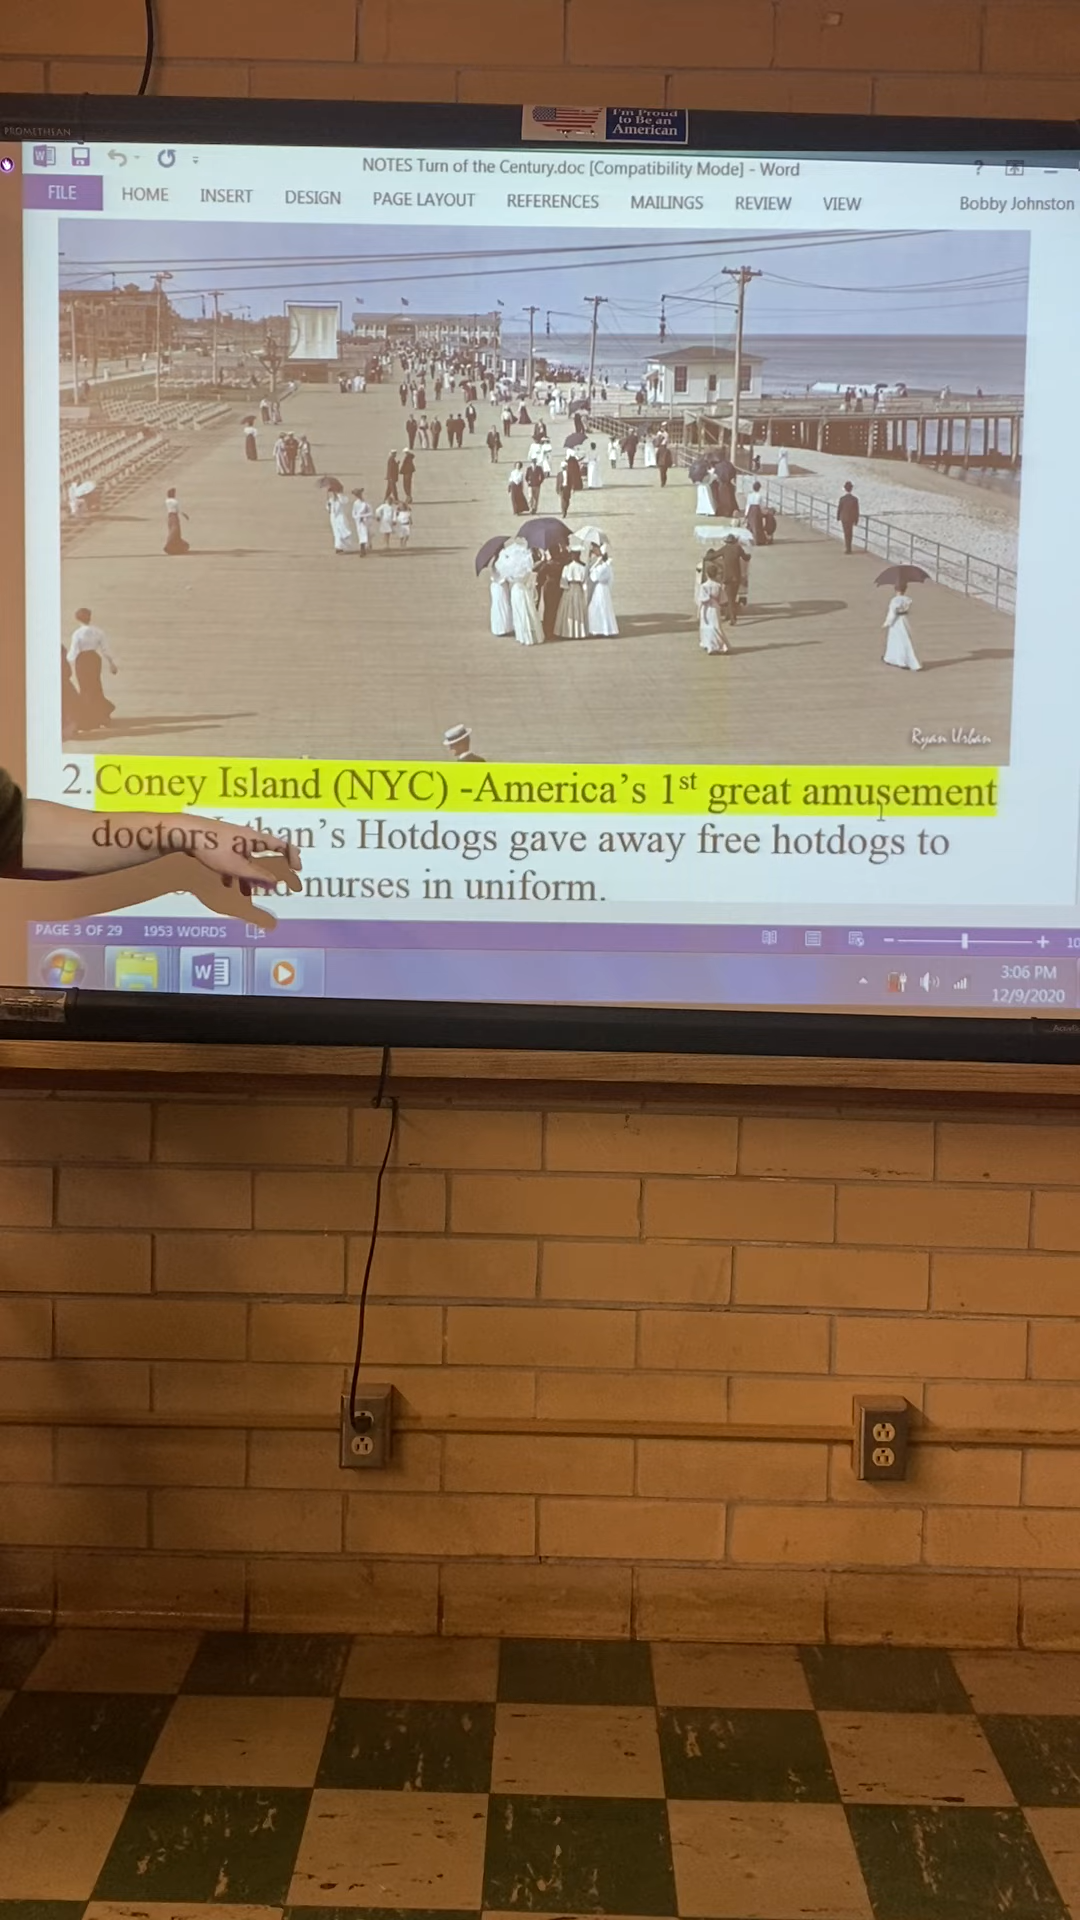 PROMETHEAN
I'm Proud
to Be an
American
NOTES Turn of the Century.doc [Compatibility Mode] - Word
FILE HOME INSERT DESIGN PAGE LAYOUT REFERENCES MAILINGS REVIEW VIEW Bobby Johnston
Ryan Urban
2. Coney Island (NYC) -America's 1st great amusement
doctors an han's Hotdogs gave away free hotdogs to
nurses in uniform.
PAGE 3 OF 29 1953 WORDS
3:06 PM
12/9/2020